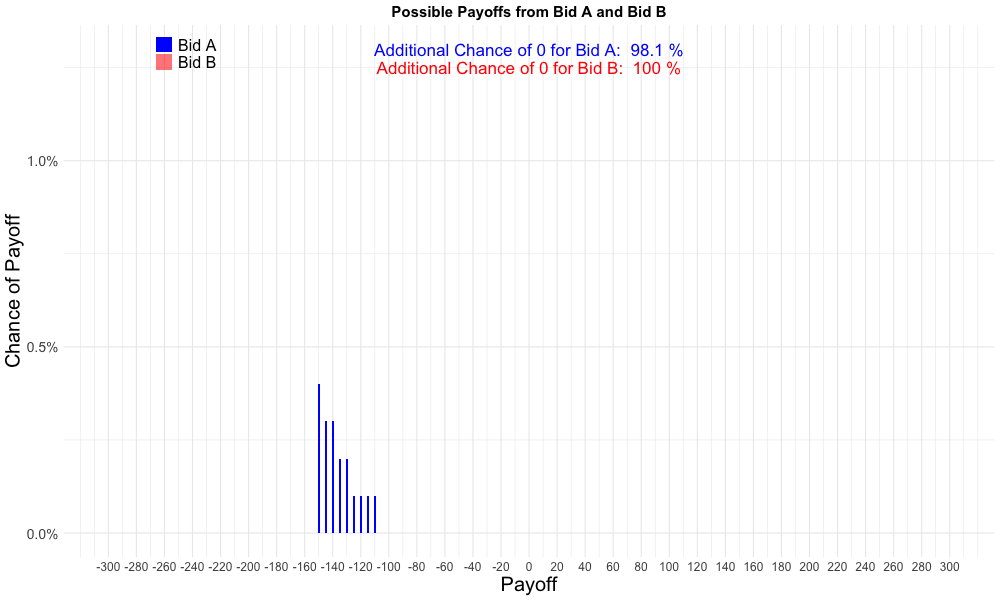 Possible Payoffs from Bid A and Bid B
Bid A
Bid B
Additional Chance of 0 for Bid A: 98.1 %
Additional Chance of 0 for Bid B: 100 %
Chance of Payoff
1.0%
0.5%
0.0%
-300 -280 -260 -240 -220 -200 -180 -160 -140 -120 -100 -80 -60 -40 -20 0 20 40 60 80 100 120 140 160 180 200 220 240 260 280 300
Payoff